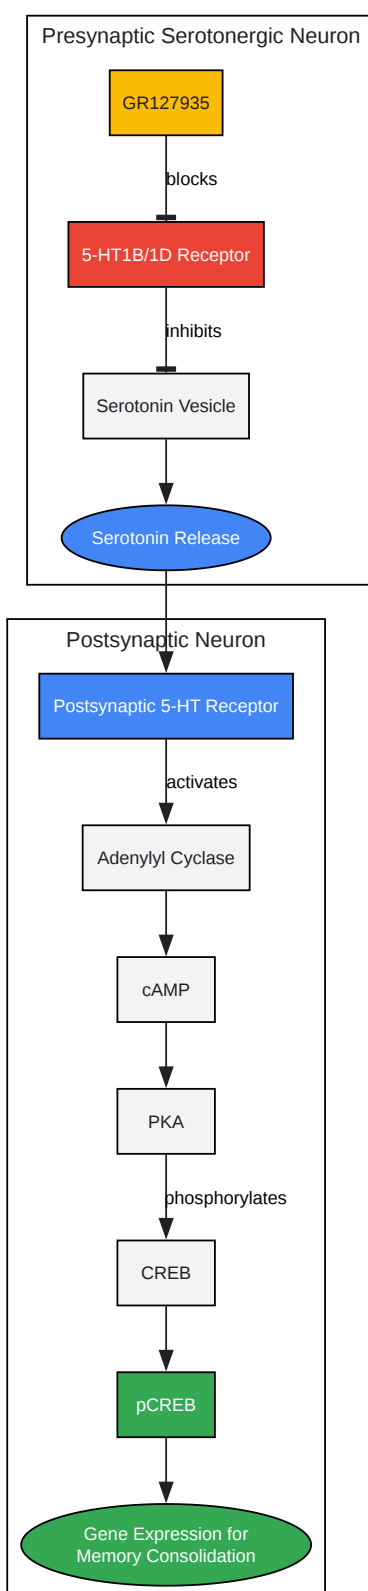 Presynaptic Serotonergic Neuron
GR127935
blocks
5-HT1B/1D Receptor
inhibits
Serotonin Vesicle
Serotonin Release
Postsynaptic Neuron
Postsynaptic 5-HT Receptor
activates
Adenylyl Cyclase
cAMP
PKA
phosphorylates
CREB
pCREB
Gene Expression for
Memory Consolidation